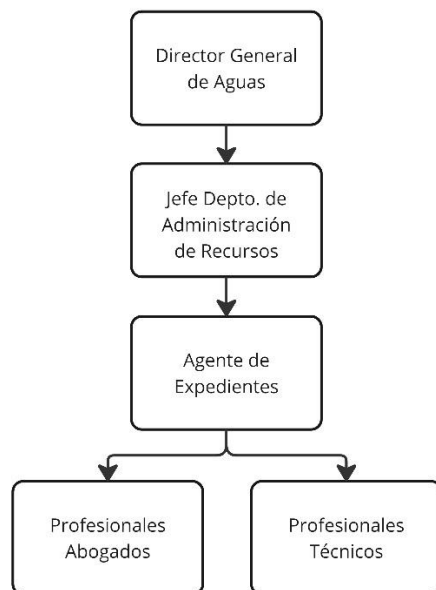 Director General
de Aguas
Jefe Depto. de
Administración
de Recursos
Agente de
Expedientes
Profesionales
Abogados
Profesionales
Técnicos